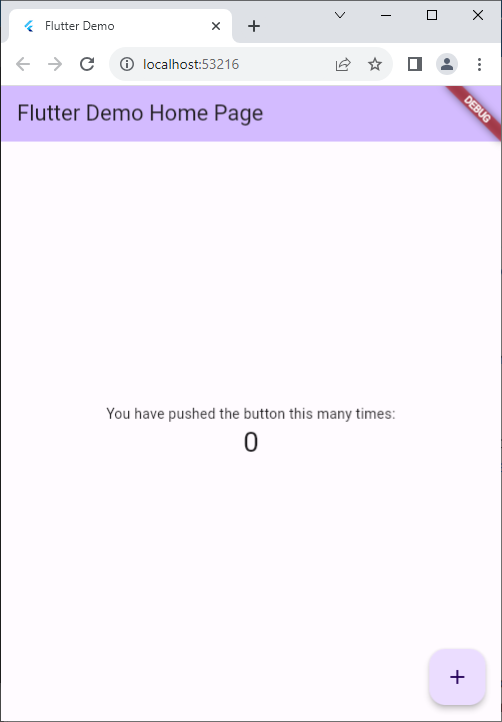 Flutter Demo
localhost:53216
Flutter Demo Home Page
DEBUG
You have pushed the button this many times:
0